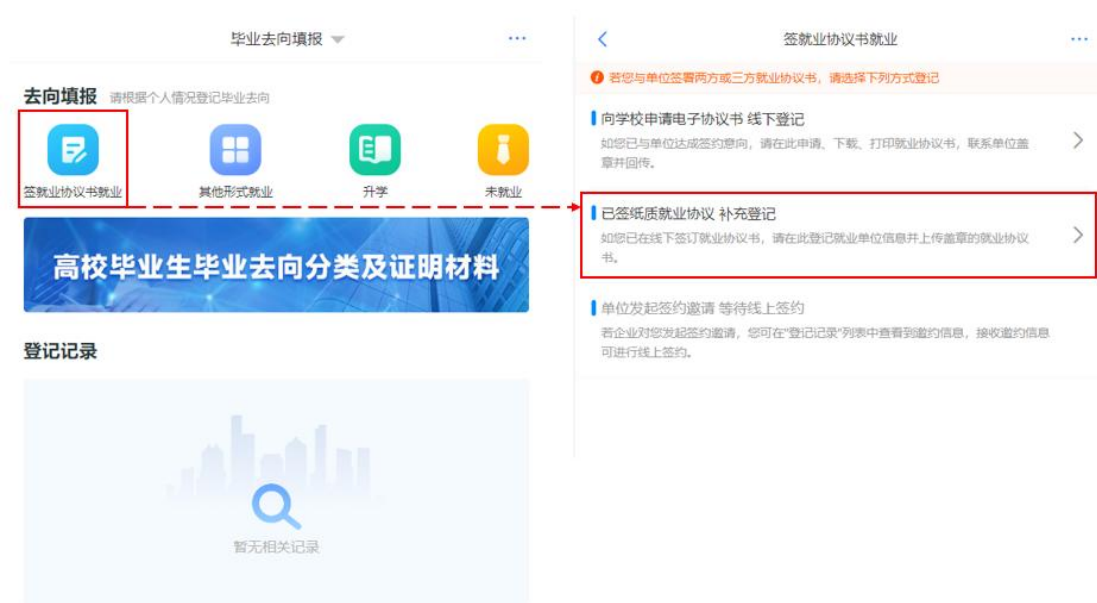 毕业去向填报
去向填报 请根据个人情况登记毕业去向
签就业协议书就业
其他形式就业
升学
未就业
高校毕业生毕业去向分类及证明材料
登记记录
暂无相关记录
签就业协议书就业
若您与单位签署两方或三方就业协议书，请选择下列方式登记
向学校申请电子协议书 线下登记
如您已与单位达成签约意向，请在此申请、下载、打印就业协议书，联系单位盖
章并回传。
已签纸质就业协议 补充登记
如您已在线下签订就业协议书，请在此登记就业单位信息并上传盖章的就业协议
书。
单位发起签约邀请 等待线上签约
若企业对您发起签约邀请，您可在“登记记录”列表中查看到邀约信息，接收邀约信息
可进行线上签约。